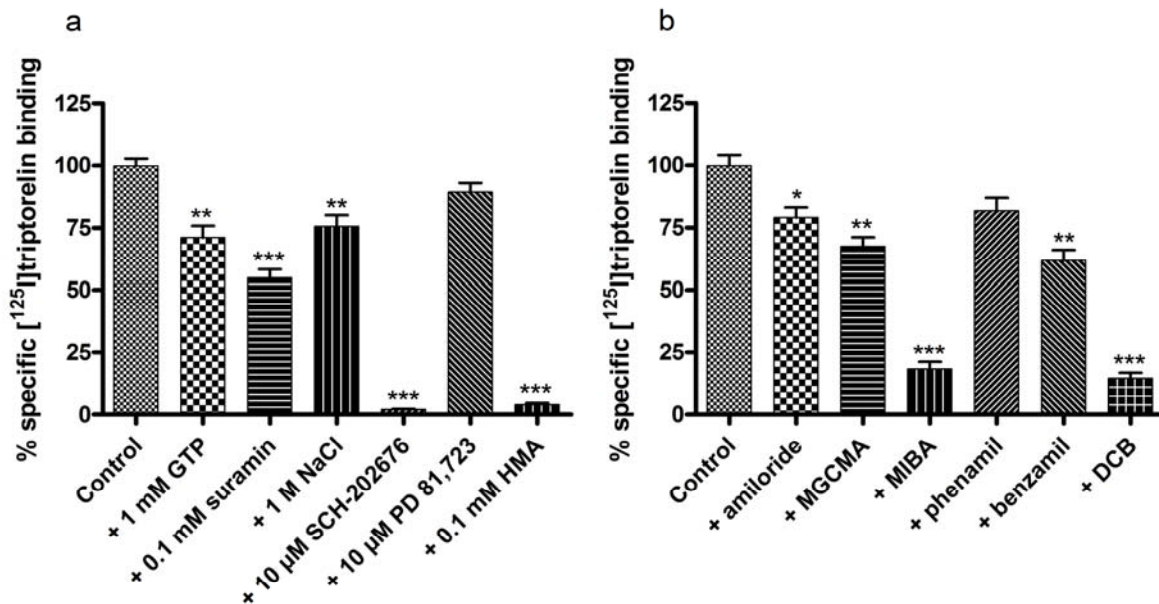 a
% specific [¹²⁵I]triptorelin binding
125
100
75
50
25
0
**
***
**
***
***
Control
+ 1 mM GTP
+ 0.1 mM suramin
+ 1 M NaCl
+ 10 µM SCH-202676
+ 10 µM PD 81,723
+ 0.1 mM HMA
b
% specific [¹²⁵I]triptorelin binding
125
100
75
50
25
0
*
**
***
**
***
Control
+ amiloride
+ MGCMA
+ MIBA
+ phenamil
+ benzamil
+ DCB